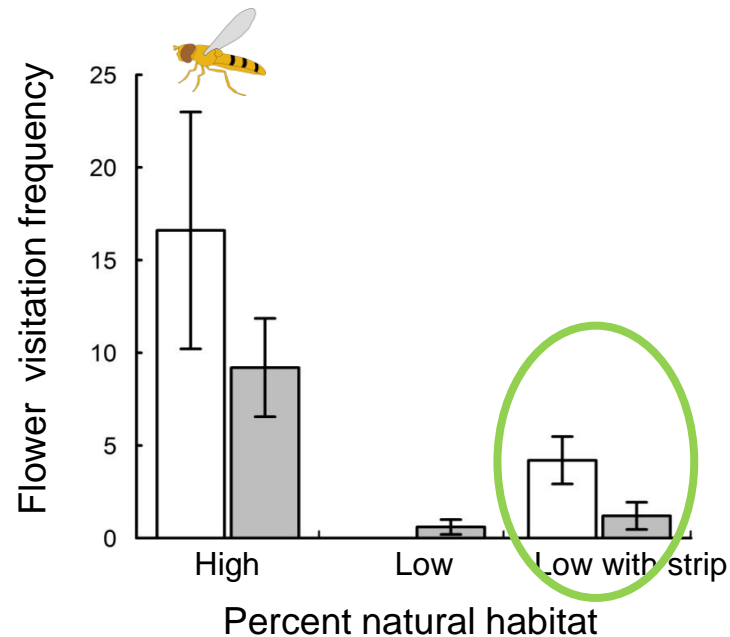 Flower visitation frequency
25
20
15
10
5
0
High Low Low with strip
Percent natural habitat